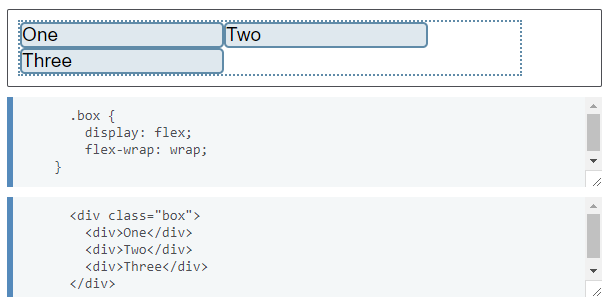 One Two
Three
.box {
  display: flex;
  flex-wrap: wrap;
}
<div class="box">
  <div>One</div>
  <div>Two</div>
  <div>Three</div>
</div>